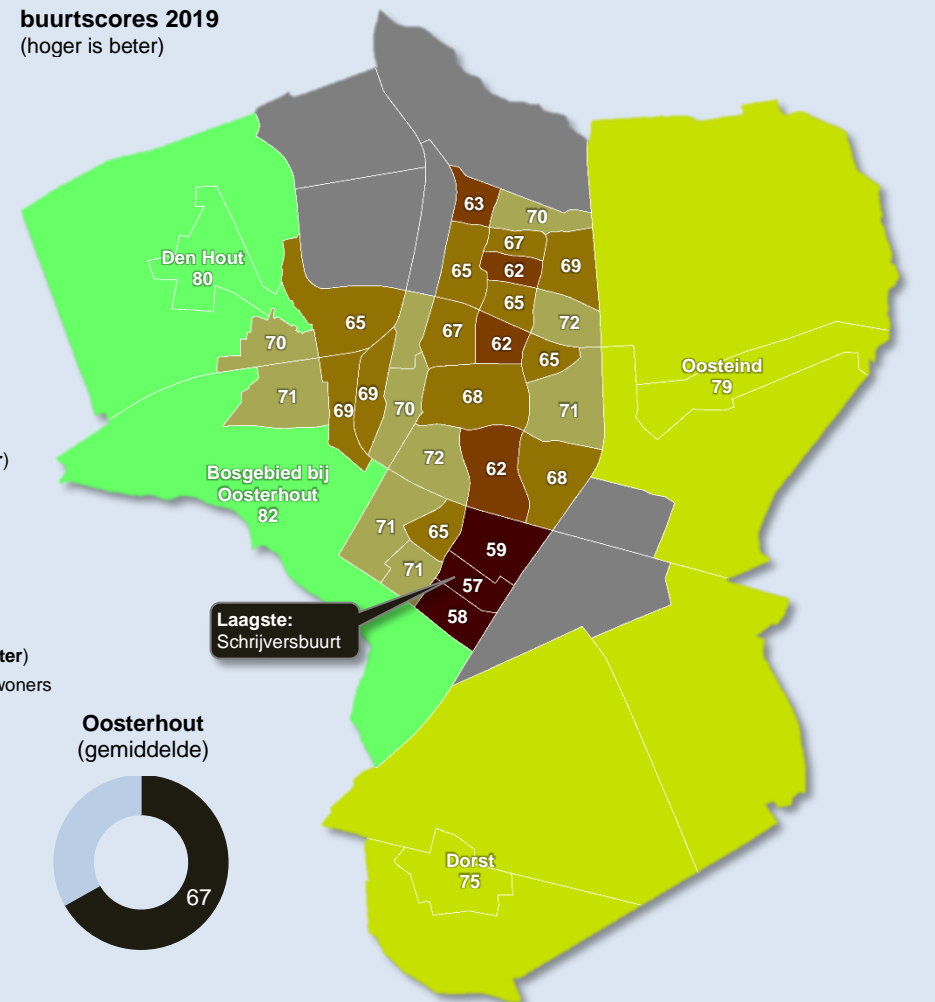 buurtscores 2019
(hoger is beter)
63
70
67
65
62
69
Den Hout
80
65
72
65
67
62
70
65
Oosteind
79
71
69
69
70
68
71
72
62
68
Bosgebied bij
Oosterhout
82
r)
71
65
59
71
57
58
Laagste:
Schrijversbuurt
ter)
woners
Oosterhout
(gemiddelde)
67
Dorst
75